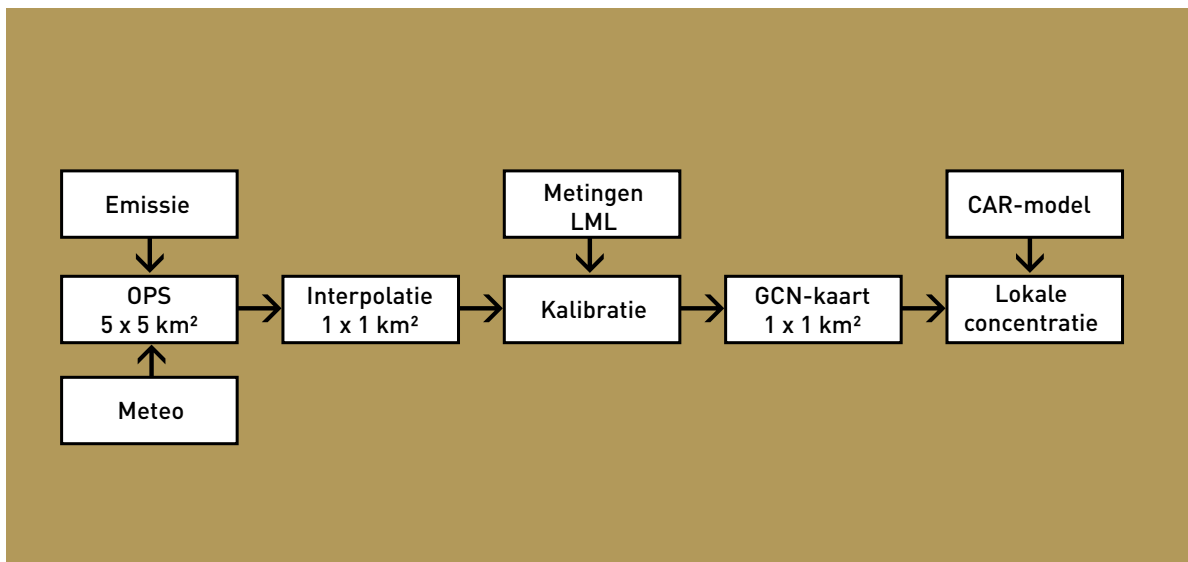 Emissie
Metingen
LML
CAR-model
OPS
5 x 5 km²
Interpolatie
1 x 1 km²
Kalibratie
GCN-kaart
1 x 1 km²
Lokale
concentratie
Meteo